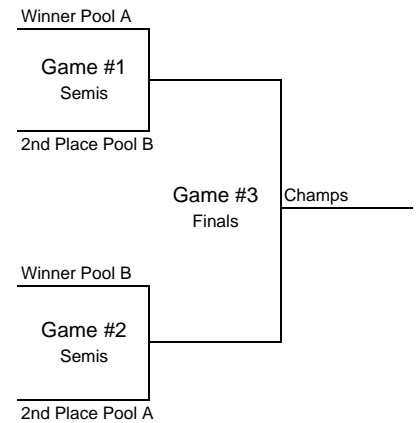 Winner Pool A
Game #1
Semis
2nd Place Pool B
Game #3
Finals
Champs
Winner Pool B
Game #2
Semis
2nd Place Pool A